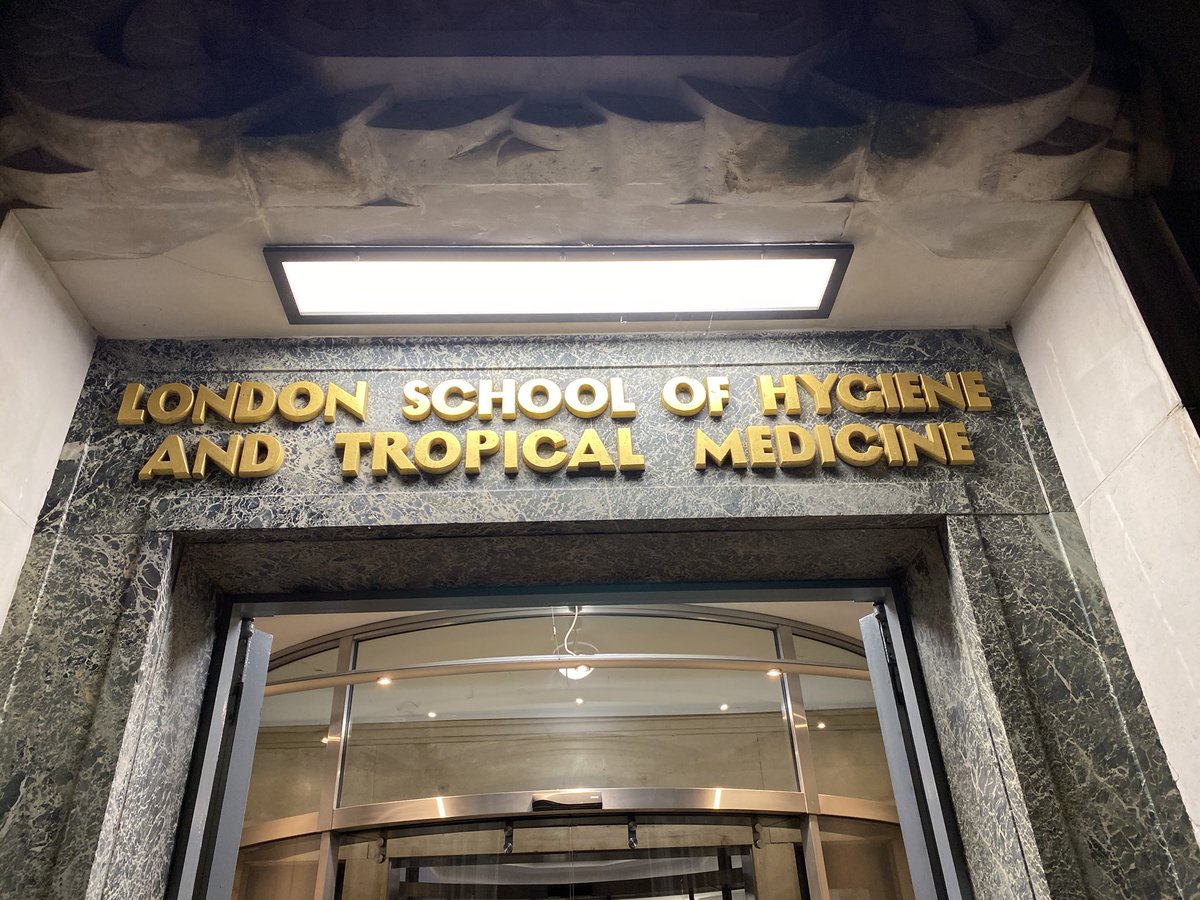 LONDON SCHOOL OF HYGIENE
AND TROPICAL MEDICINE